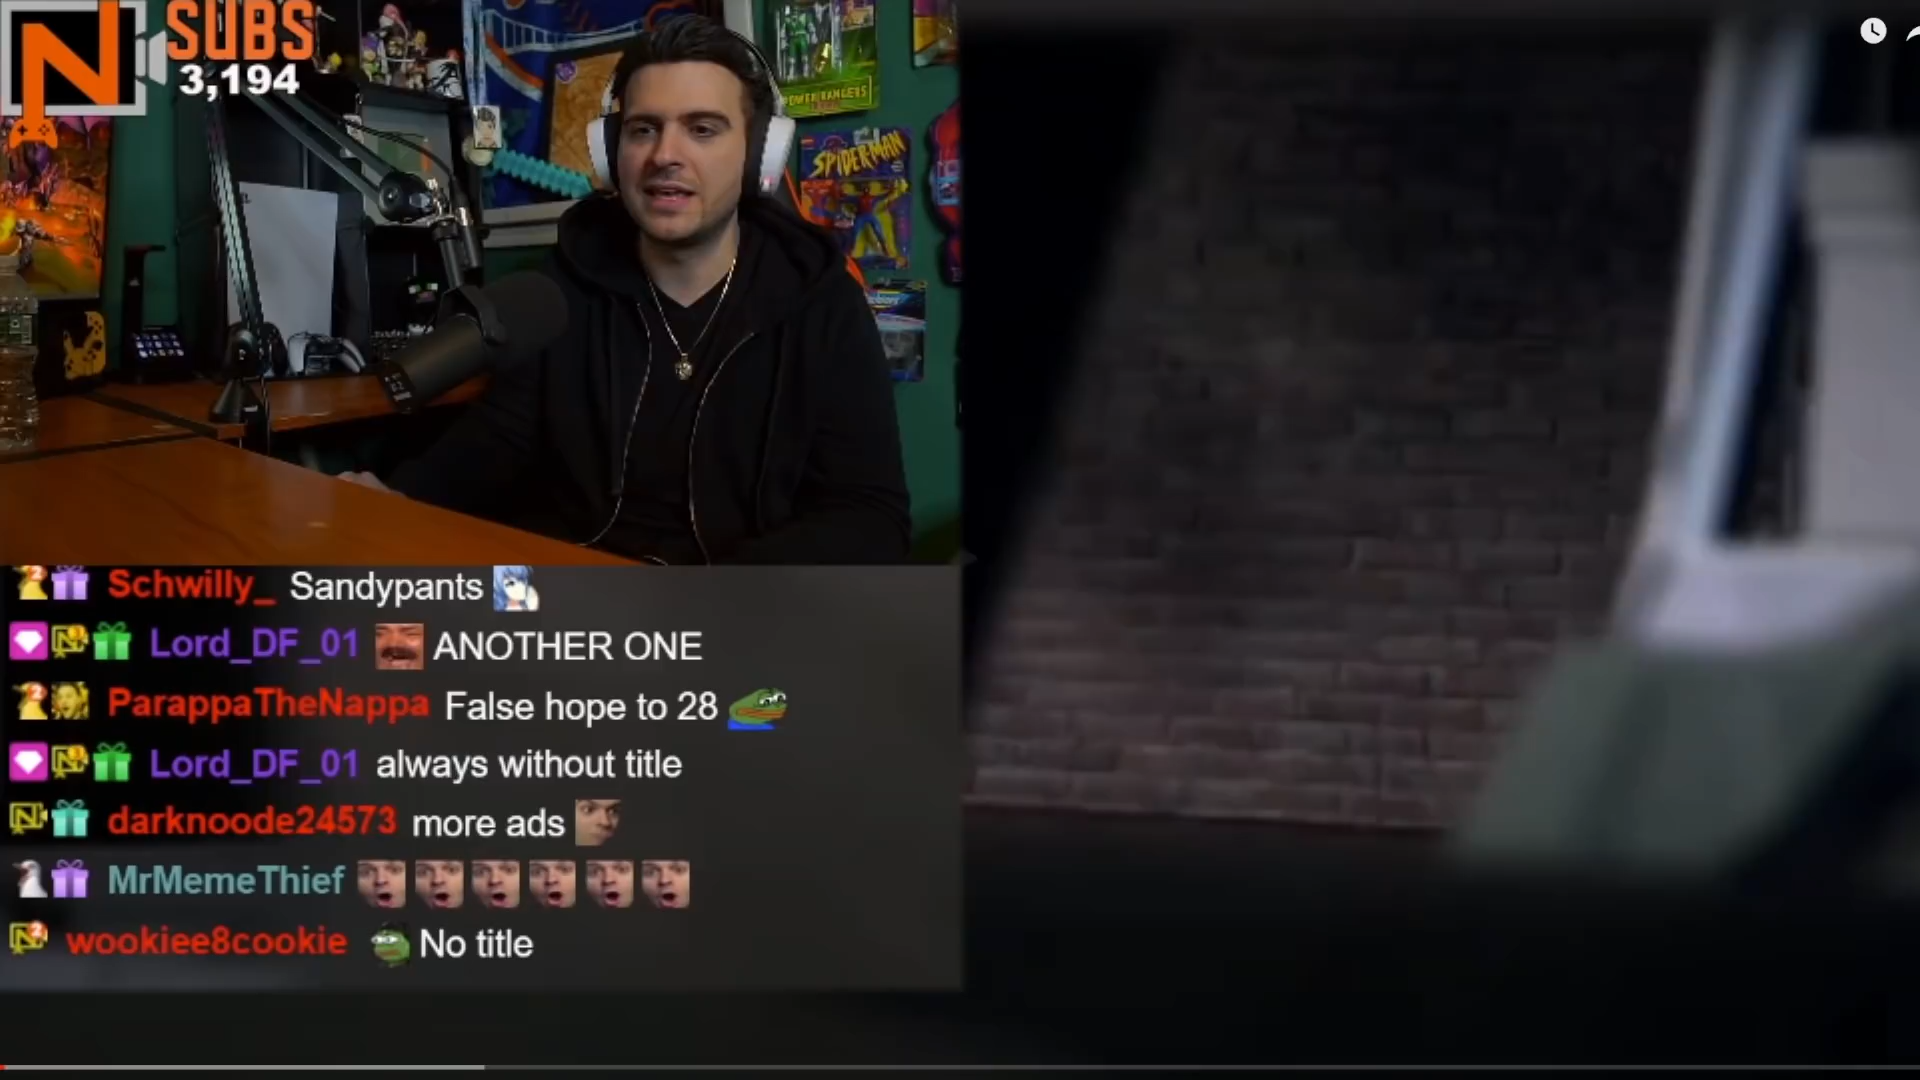 N SUBS
3,194
POWER RANGERS
SPIDER-MAN
Schwilly_ Sandypants
Lord_DF_01 ANOTHER ONE
ParappaTheNappa False hope to 28
Lord_DF_01 always without title
darknoode24573 more ads
MrMemeThief
wookiee8cookie No title